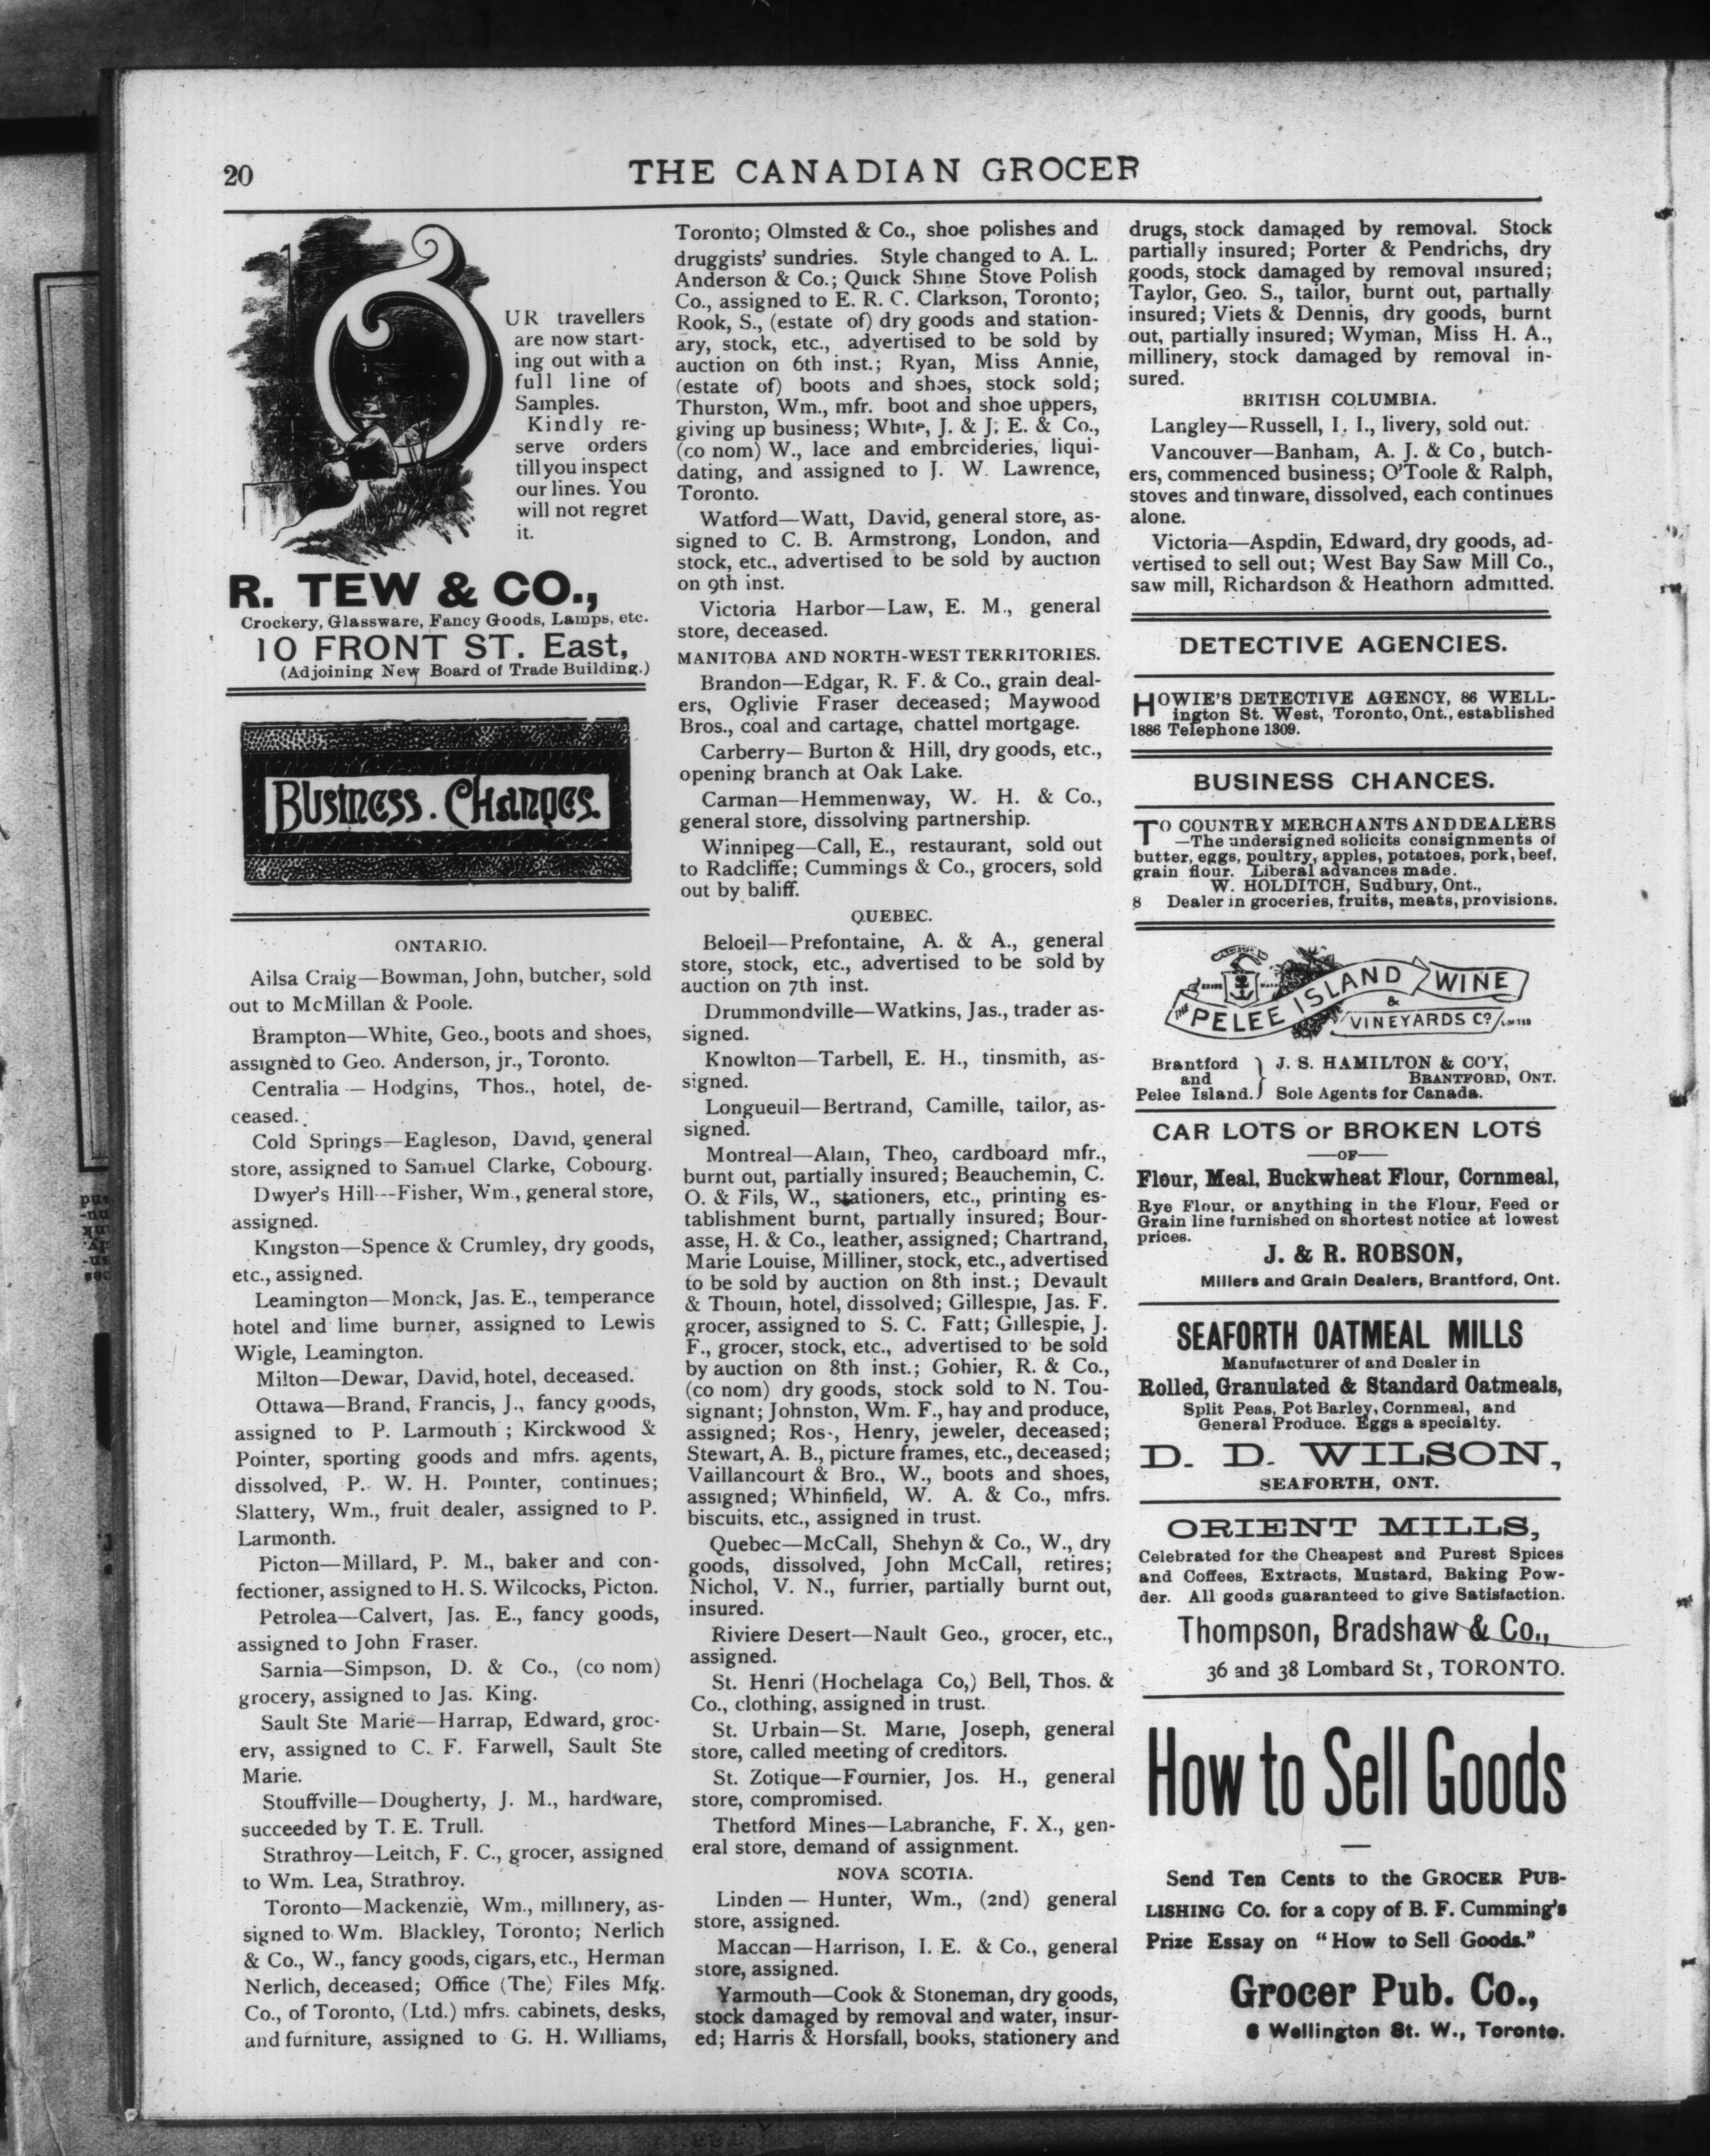 20
THE CANADIAN GROCER
OUR travellers
are now start-
ing out with a
full line of
Samples.
Kindly re-
serve orders
till you inspect
our lines. You
will not regret
it.
R. TEW & CO.,
Crockery, Glassware, Fancy Goods, Lamps, etc.
10 FRONT ST. East,
(Adjoining New Board of Trade Building.)
Business. Changes.
ONTARIO.
Ailsa Craig—Bowman, John, butcher, sold
out to McMillan & Poole.
Brampton—White, Geo., boots and shoes,
assigned to Geo. Anderson, jr., Toronto.
Centralia — Hodgins, Thos., hotel, de-
ceased.
Cold Springs—Eagleson, David, general
store, assigned to Samuel Clarke, Cobourg.
Dwyer's Hill---Fisher, Wm., general store,
assigned.
Kingston—Spence & Crumley, dry goods,
etc., assigned.
Leamington—Monck, Jas. E., temperance
hotel and lime burner, assigned to Lewis
Wigle, Leamington.
Milton—Dewar, David, hotel, deceased.
Ottawa—Brand, Francis, J., fancy goods,
assigned to P. Larmouth ; Kirckwood &
Pointer, sporting goods and mfrs. agents,
dissolved, P. W. H. Pointer, continues;
Slattery, Wm., fruit dealer, assigned to P.
Larmonth.
Picton—Millard, P. M., baker and con-
fectioner, assigned to H. S. Wilcocks, Picton.
Petrolea—Calvert, Jas. E., fancy goods,
assigned to John Fraser.
Sarnia—Simpson, D. & Co., (co nom)
grocery, assigned to Jas. King.
Sault Ste Marie—Harrap, Edward, groc-
ery, assigned to C. F. Farwell, Sault Ste
Marie.
Stouffville—Dougherty, J. M., hardware,
succeeded by T. E. Trull.
Strathroy—Leitch, F. C., grocer, assigned
to Wm. Lea, Strathroy.
Toronto—Mackenzie, Wm., millinery, as-
signed to Wm. Blackley, Toronto; Nerlich
& Co., W., fancy goods, cigars, etc., Herman
Nerlich, deceased; Office (The) Files Mfg.
Co., of Toronto, (Ltd.) mfrs. cabinets, desks,
and furniture, assigned to G. H. Williams,
Toronto; Olmsted & Co., shoe polishes and
druggists' sundries. Style changed to A. L.
Anderson & Co.; Quick Shine Stove Polish
Co., assigned to E. R. C. Clarkson, Toronto;
Rook, S., (estate of) dry goods and station-
ary, stock, etc., advertised to be sold by
auction on 6th inst.; Ryan, Miss Annie,
(estate of) boots and shoes, stock sold;
Thurston, Wm., mfr. boot and shoe uppers,
giving up business; White, J. & J. E. & Co.,
(co nom) W., lace and embrcideries, liqui-
dating, and assigned to J. W. Lawrence,
Toronto.
Watford—Watt, David, general store, as-
signed to C. B. Armstrong, London, and
stock, etc., advertised to be sold by auction
on 9th inst.
Victoria Harbor—Law, E. M., general
store, deceased.
MANITOBA AND NORTH-WEST TERRITORIES.
Brandon—Edgar, R. F. & Co., grain deal-
ers, Oglivie Fraser deceased; Maywood
Bros., coal and cartage, chattel mortgage.
Carberry—Burton & Hill, dry goods, etc.,
opening branch at Oak Lake.
Carman—Hemmenway, W. H. & Co.,
general store, dissolving partnership.
Winnipeg—Call, E., restaurant, sold out
to Radcliffe; Cummings & Co., grocers, sold
out by baliff.
QUEBEC.
Beloeil—Prefontaine, A. & A., general
store, stock, etc., advertised to be sold by
auction on 7th inst.
Drummondville—Watkins, Jas., trader as-
signed.
Knowlton—Tarbell, E. H., tinsmith, as-
signed.
Longueuil—Bertrand, Camille, tailor, as-
signed.
Montreal—Alain, Theo, cardboard mfr.,
burnt out, partially insured; Beauchemin, C.
O. & Fils, W., stationers, etc., printing es-
tablishment burnt, partially insured; Bour-
asse, H. & Co., leather, assigned; Chartrand,
Marie Louise, Milliner, stock, etc., advertised
to be sold by auction on 8th inst.; Devault
& Thouin, hotel, dissolved; Gillespie, Jas. F.
grocer, assigned to S. C. Fatt; Gillespie, J.
F., grocer, stock, etc., advertised to be sold
by auction on 8th inst.; Gohier, R. & Co.,
(co nom) dry goods, stock sold to N. Tou-
signant; Johnston, Wm. F., hay and produce,
assigned; Ros-, Henry, jeweler, deceased;
Stewart, A. B., picture frames, etc., deceased;
Vaillancourt & Bro., W., boots and shoes,
assigned; Whinfield, W. A. & Co., mfrs.
biscuits, etc., assigned in trust.
Quebec—McCall, Shehyn & Co., W., dry
goods, dissolved, John McCall, retires;
Nichol, V. N., furrier, partially burnt out,
insured.
Riviere Desert—Nault Geo., grocer, etc.,
assigned.
St. Henri (Hochelaga Co,) Bell, Thos. &
Co., clothing, assigned in trust.
St. Urbain—St. Marie, Joseph, general
store, called meeting of creditors.
St. Zotique—Fournier, Jos. H., general
store, compromised.
Thetford Mines—Labranche, F. X., gen-
eral store, demand of assignment.
NOVA SCOTIA.
Linden — Hunter, Wm., (2nd) general
store, assigned.
Maccan—Harrison, I. E. & Co., general
store, assigned.
Yarmouth—Cook & Stoneman, dry goods,
stock damaged by removal and water, insur-
ed; Harris & Horsfall, books, stationery and
drugs, stock damaged by removal. Stock
partially insured; Porter & Pendrichs, dry
goods, stock damaged by removal insured;
Taylor, Geo. S., tailor, burnt out, partially
insured; Viets & Dennis, dry goods, burnt
out, partially insured; Wyman, Miss H. A.,
millinery, stock damaged by removal in-
sured.
BRITISH COLUMBIA.
Langley—Russell, I. I., livery, sold out.
Vancouver—Banham, A. J. & Co, butch-
ers, commenced business; O'Toole & Ralph,
stoves and tinware, dissolved, each continues
alone.
Victoria—Aspdin, Edward, dry goods, ad-
vertised to sell out; West Bay Saw Mill Co.,
saw mill, Richardson & Heathorn admitted.
DETECTIVE AGENCIES.
HOWIE'S DETECTIVE AGENCY, 86 WELL-
ington St. West, Toronto, Ont., established
1886 Telephone 1309.
BUSINESS CHANCES.
TO COUNTRY MERCHANTS AND DEALERS
—The undersigned solicits consignments of
butter, eggs, poultry, apples, potatoes, pork, beef,
grain flour. Liberal advances made.
W. HOLDITCH, Sudbury, Ont.,
8 Dealer in groceries, fruits, meats, provisions.
TRADE MARK
THE PELEE ISLAND WINE
& VINEYARDS CO. LIMITED
Brantford and Pelee Island. } J. S. HAMILTON & CO'Y,
BRANTFORD, ONT.
Sole Agents for Canada.
CAR LOTS or BROKEN LOTS
—OF—
Flour, Meal, Buckwheat Flour, Cornmeal,
Rye Flour, or anything in the Flour, Feed or
Grain line furnished on shortest notice at lowest
prices.
J. & R. ROBSON,
Millers and Grain Dealers, Brantford, Ont.
SEAFORTH OATMEAL MILLS
Manufacturer of and Dealer in
Rolled, Granulated & Standard Oatmeals,
Split Peas, Pot Barley, Cornmeal, and
General Produce. Eggs a specialty.
D. D. WILSON,
SEAFORTH, ONT.
ORIENT MILLS,
Celebrated for the Cheapest and Purest Spices
and Coffees, Extracts, Mustard, Baking Pow-
der. All goods guaranteed to give Satisfaction.
Thompson, Bradshaw & Co.,
36 and 38 Lombard St, TORONTO.
How to Sell Goods
Send Ten Cents to the GROCER PUB-
LISHING CO. for a copy of B. F. Cumming's
Prize Essay on "How to Sell Goods."
Grocer Pub. Co.,
6 Wellington St. W., Toronto.